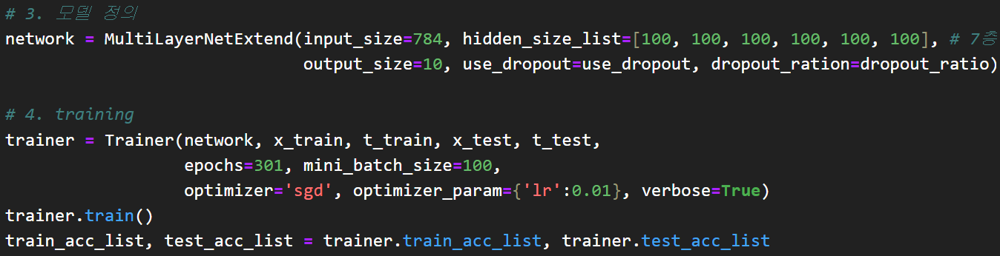 # 3. 모델 정의
network = MultiLayerNetExtend(input_size=784, hidden_size_list=[100, 100, 100, 100, 100, 100], # 7층
output_size=10, use_dropout=use_dropout, dropout_ration=dropout_ratio)
# 4. training
trainer = Trainer(network, x_train, t_train, x_test, t_test,
epochs=301, mini_batch_size=100,
optimizer='sgd', optimizer_param={'lr':0.01}, verbose=True)
trainer.train()
train_acc_list, test_acc_list = trainer.train_acc_list, trainer.test_acc_list